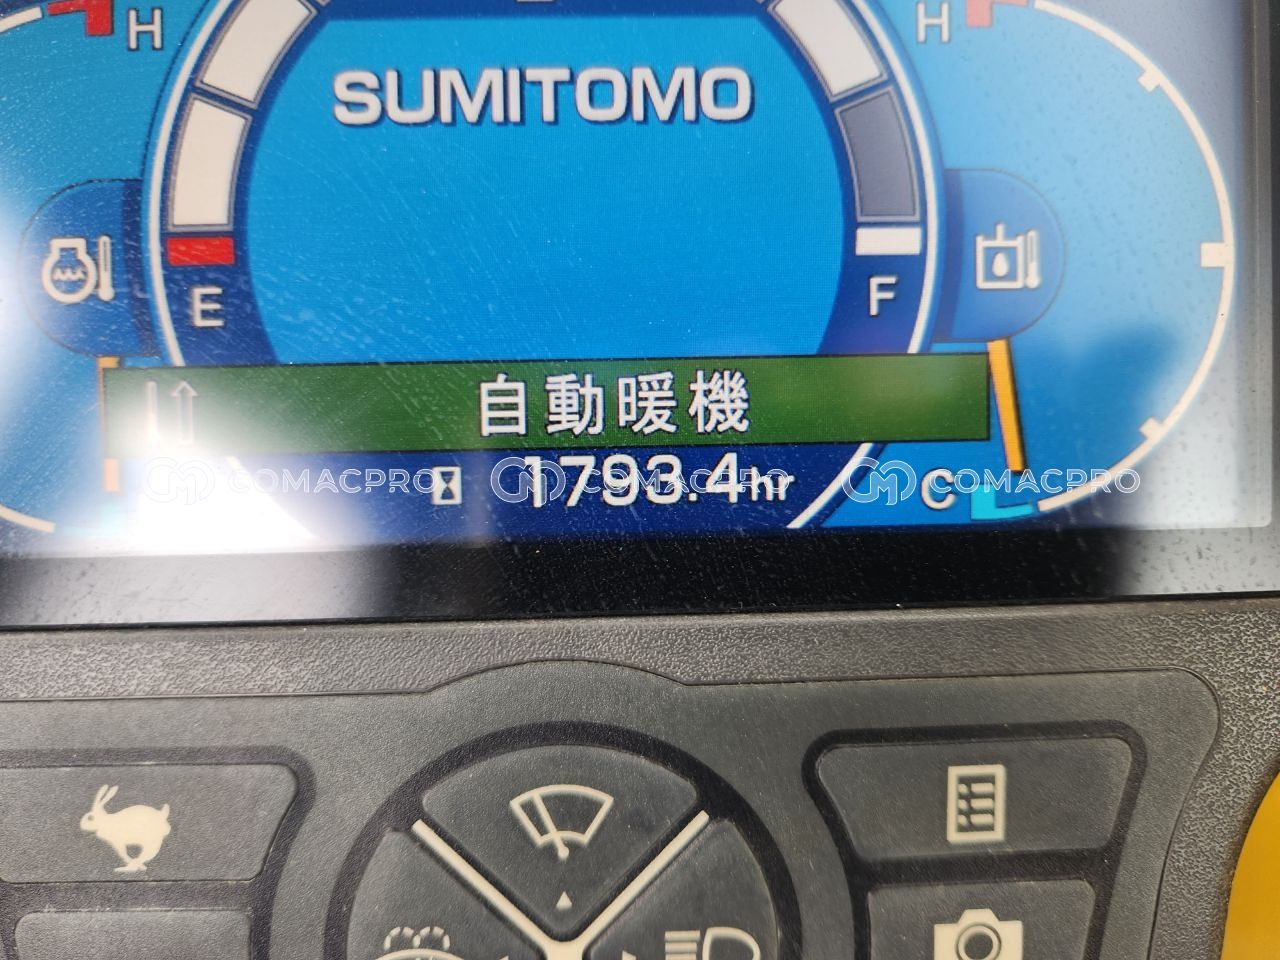 H H
SUMITOMO
E F
自動暖機
1793.4hr C
COMACPRO COMACPRO COMACPRO